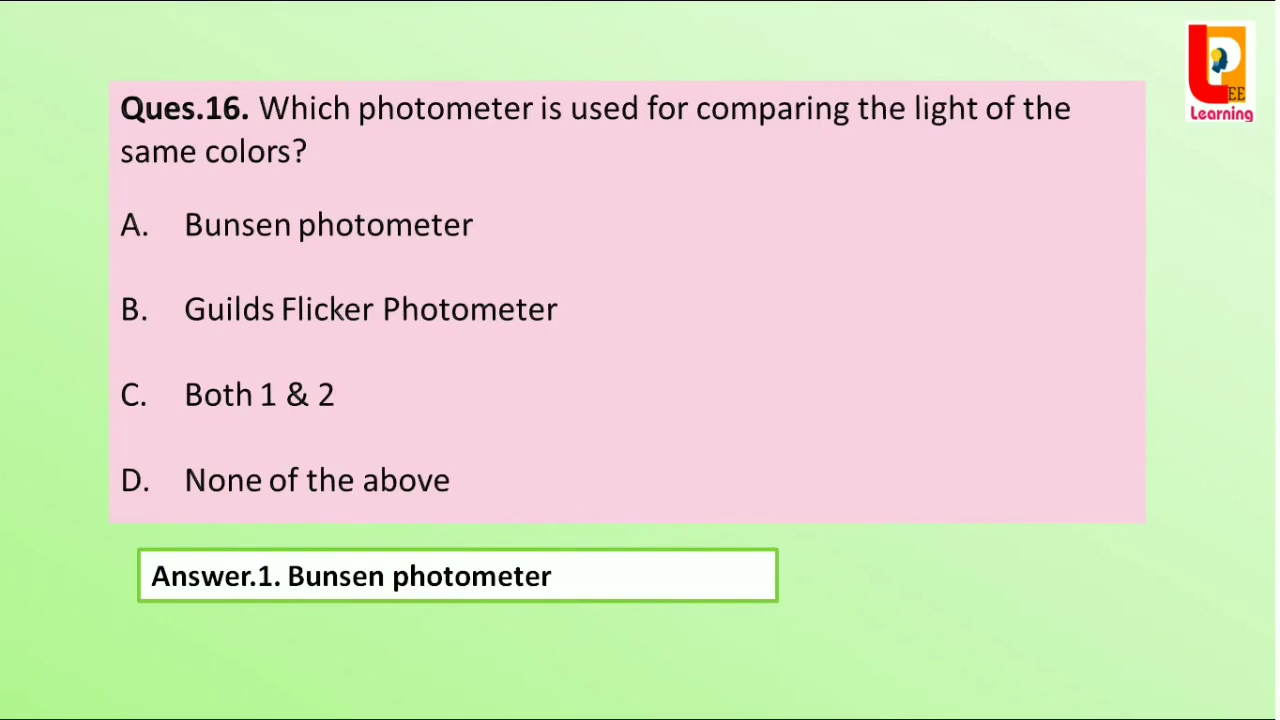 LP
EE
Learning
Ques.16. Which photometer is used for comparing the light of the
same colors?
A. Bunsen photometer
B. Guilds Flicker Photometer
C. Both 1 & 2
D. None of the above
Answer.1. Bunsen photometer